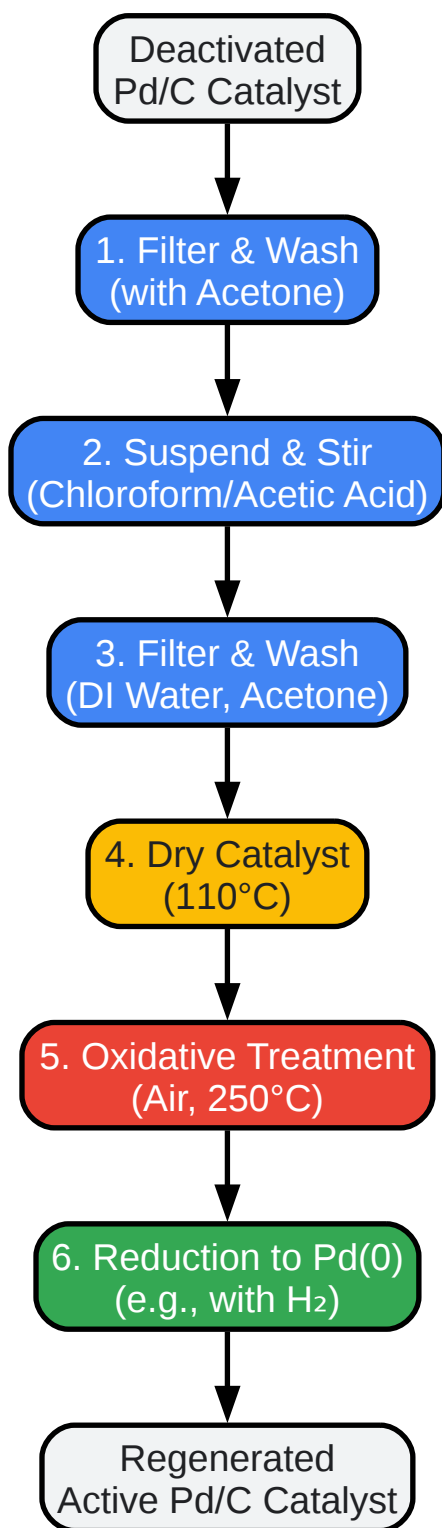 Deactivated
Pd/C Catalyst
1. Filter & Wash
(with Acetone)
2. Suspend & Stir
(Chloroform/Acetic Acid)
3. Filter & Wash
(DI Water, Acetone)
4. Dry Catalyst
(110°C)
5. Oxidative Treatment
(Air, 250°C)
6. Reduction to Pd(0)
(e.g., with H₂)
Regenerated
Active Pd/C Catalyst